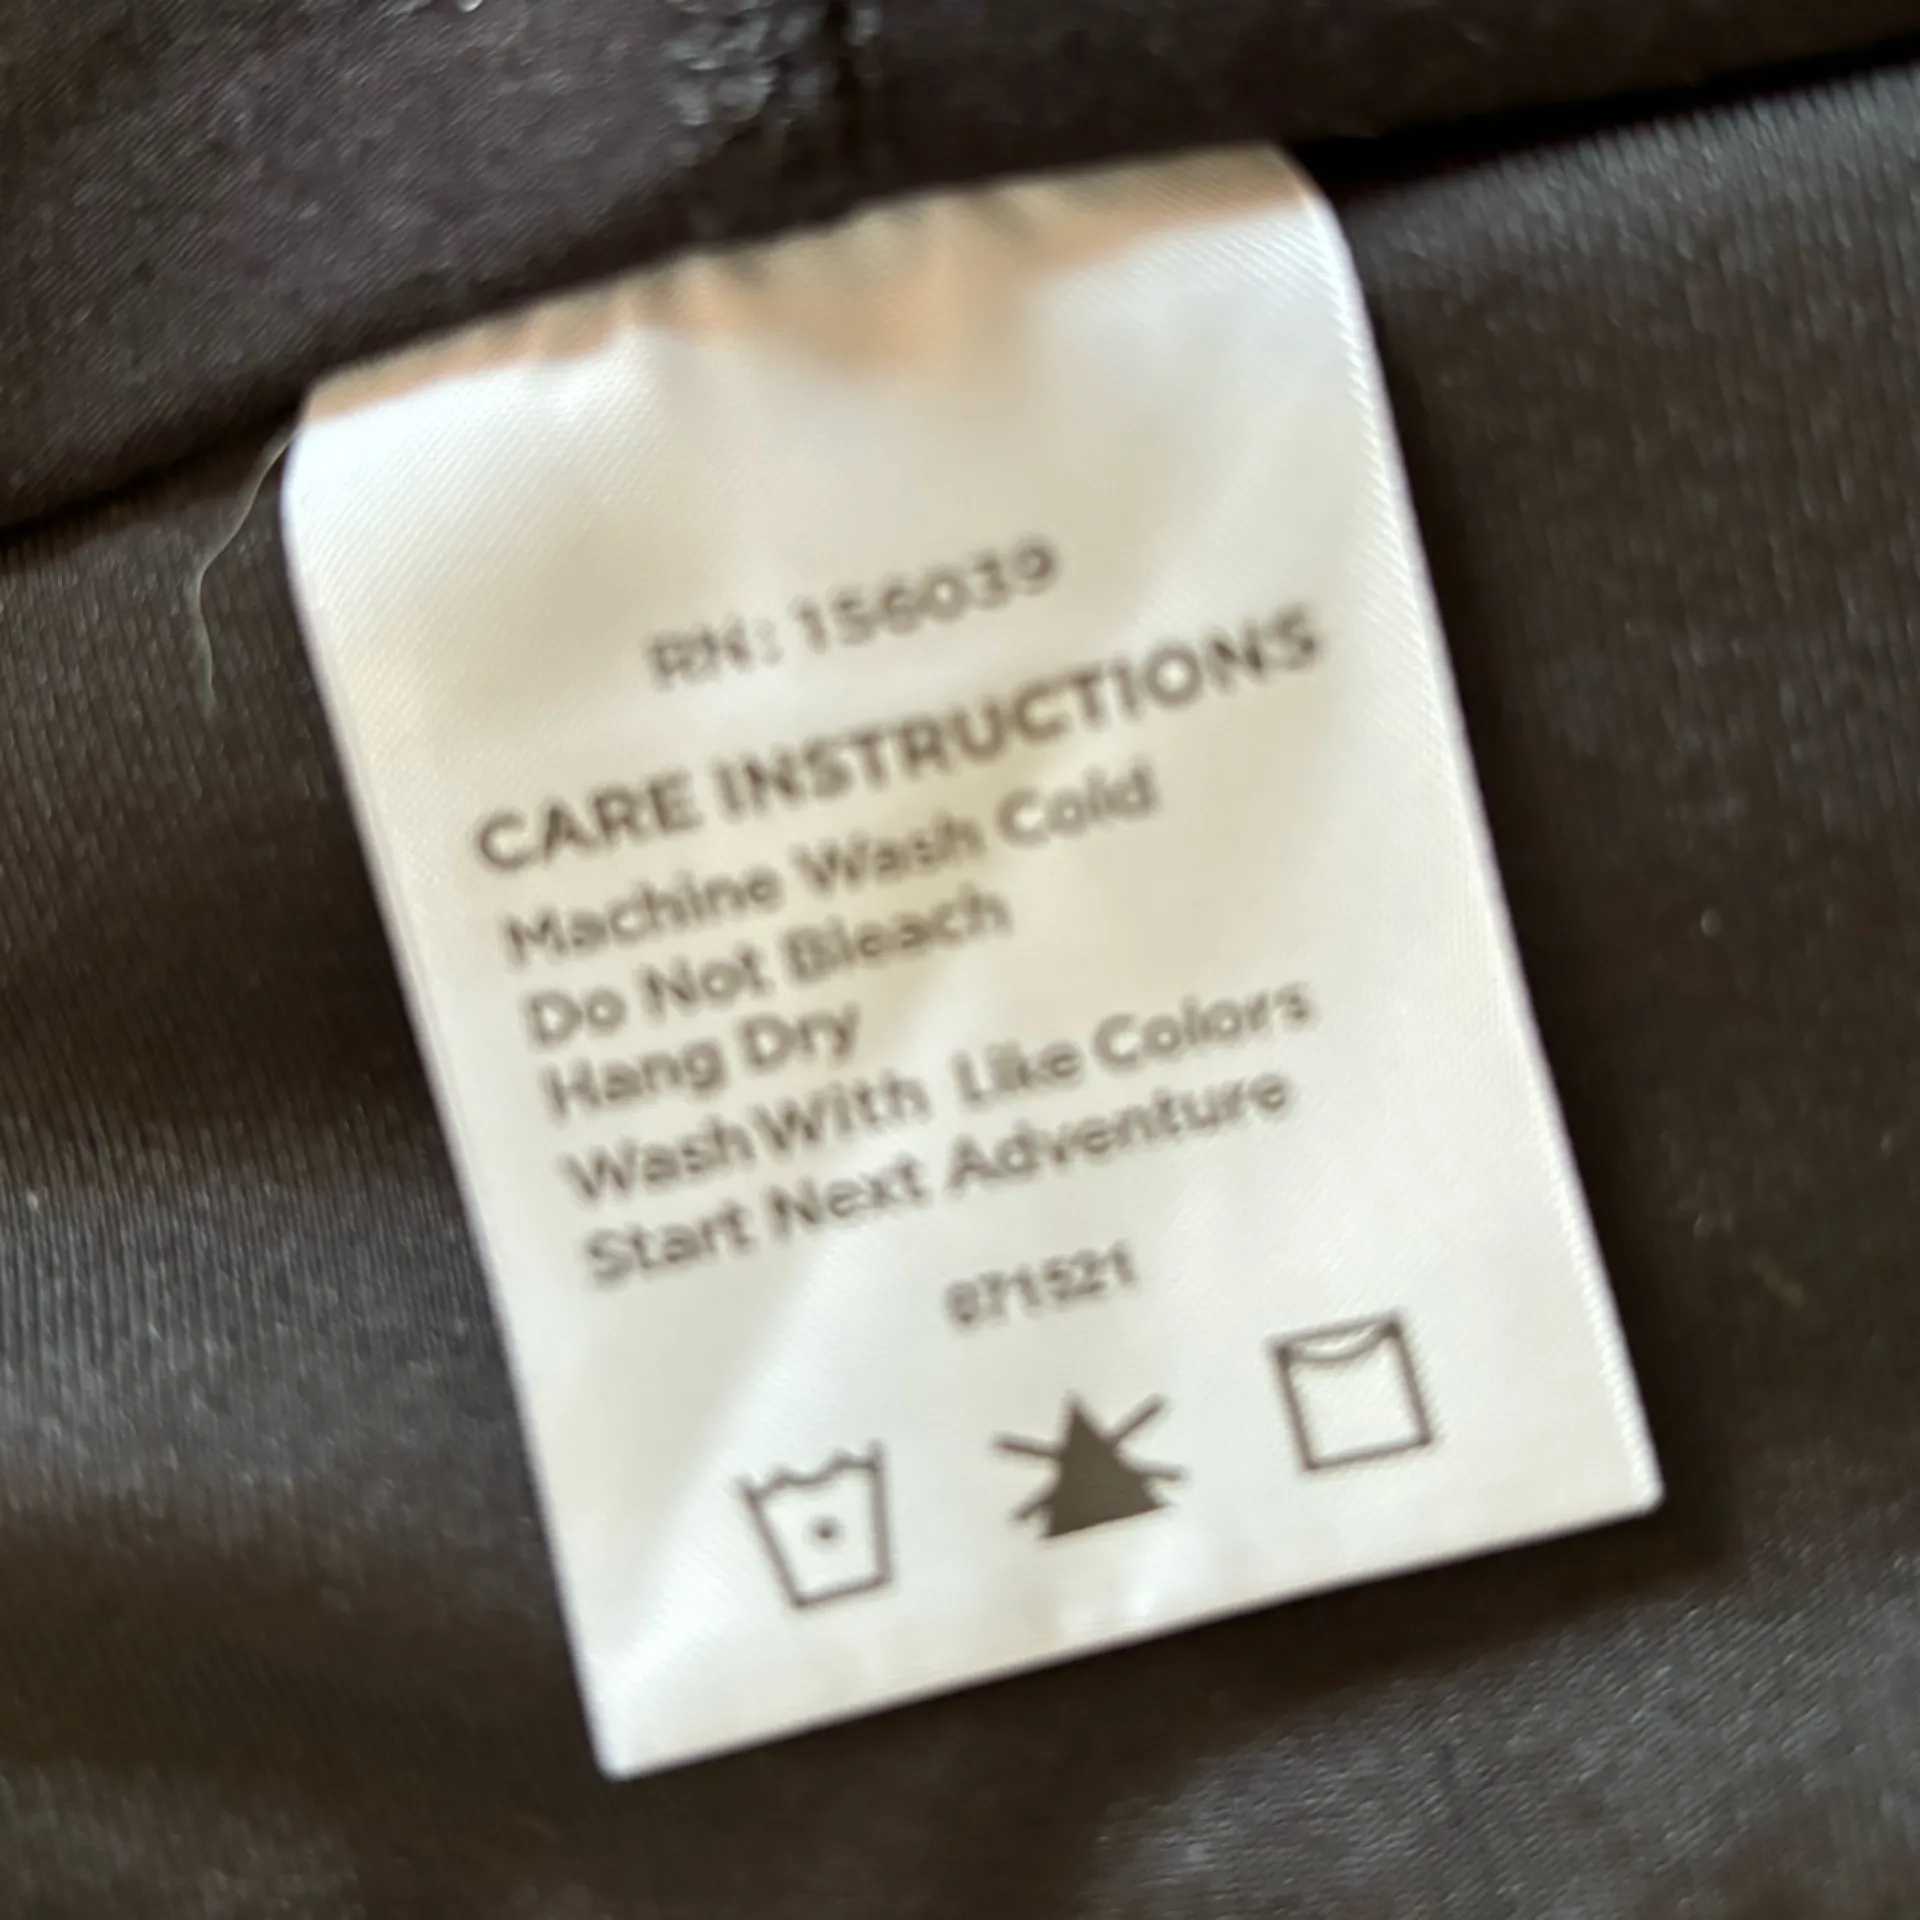 RN: 156039
CARE INSTRUCTIONS
Machine Wash Cold
Do Not Bleach
Hang Dry
Wash With Like Colors
Start Next Adventure
071521